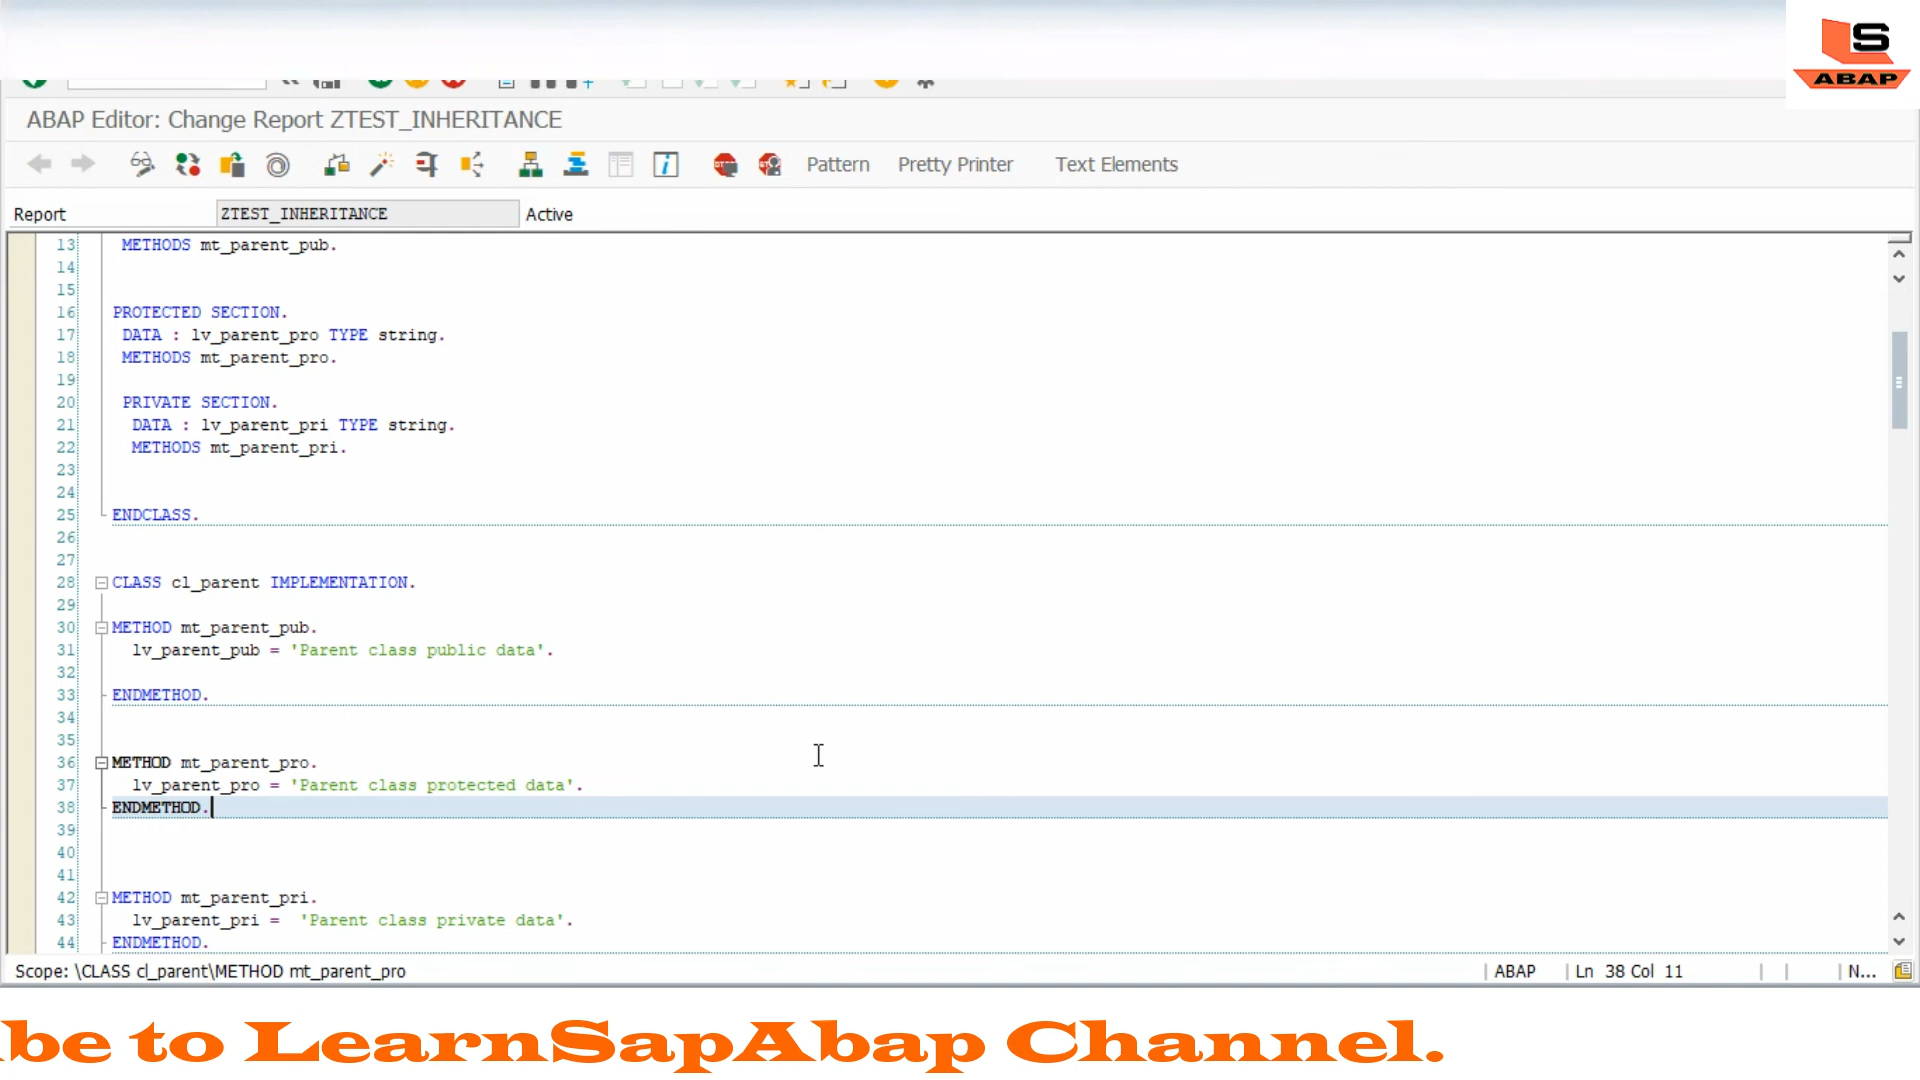 S
ABAP
ABAP Editor: Change Report ZTEST_INHERITANCE
Pattern Pretty Printer Text Elements
Report ZTEST_INHERITANCE Active
13 METHODS mt_parent_pub.
14
15
16 PROTECTED SECTION.
17 DATA : lv_parent_pro TYPE string.
18 METHODS mt_parent_pro.
19
20 PRIVATE SECTION.
21 DATA : lv_parent_pri TYPE string.
22 METHODS mt_parent_pri.
23
24
25 ENDCLASS.
26
27
28 CLASS cl_parent IMPLEMENTATION.
29
30 METHOD mt_parent_pub.
31 lv_parent_pub = 'Parent class public data'.
32
33 ENDMETHOD.
34
35
36 METHOD mt_parent_pro.
37 lv_parent_pro = 'Parent class protected data'.
38 ENDMETHOD.
39
40
41
42 METHOD mt_parent_pri.
43 lv_parent_pri = 'Parent class private data'.
44 ENDMETHOD.
Scope: \CLASS cl_parent\METHOD mt_parent_pro ABAP Ln 38 Col 11 N...
be to LearnSapAbap Channel.